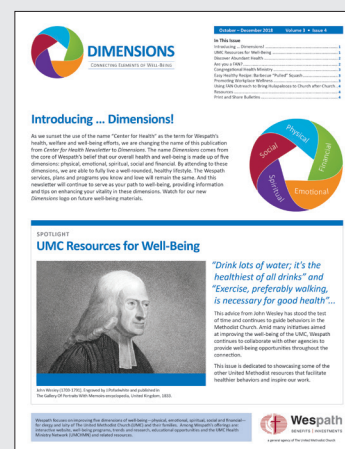 October – December 2018 Volume 3 • Issue 4
DIMENSIONS
CONNECTING ELEMENTS OF WELL-BEING
In This Issue
Introducing ... Dimensions! 1
UMC Resources for Well-Being 1
Discover Abundant Health 2
Are you a FAN?
Congregational Health Ministry
Easy Healthy Recipe: Barbecue "Pulled" Squash
Promoting Workplace Wellness
Using FAN Outreach to Bring Hulapalooza to Church after Church
Resources
Print and Share Bulletins
Introducing ... Dimensions!
As we sunset the use of the name "Center for Health" as the term for Wespath's
health, welfare and well-being efforts, we are changing the name of this publication
from Center for Health Newsletter to Dimensions. The name Dimensions comes from
the core of Wespath's belief that our overall health and well-being is made up of five
dimensions: physical, emotional, spiritual, social and financial. By attending to these
dimensions, we are able to fully live a well-rounded, healthy lifestyle. The Wespath
services, plans and programs you know and love will remain the same. And this
newsletter will continue to serve as your path to well-being, providing information
and tips on enhancing your vitality in these dimensions. Watch for our new
Dimensions logo on future well-being materials.
Physical
Financial
Emotional
Spiritual
Social
SPOTLIGHT
UMC Resources for Well-Being
"Drink lots of water; it's the
healthiest of all drinks" and
"Exercise, preferably walking,
is necessary for good health"...
This advice from John Wesley has stood the test
of time and continues to guide behaviors in the
Methodist Church. Amid many initiatives aimed
at improving the well-being of the UMC, Wespath
continues to collaborate with other agencies to
provide well-being opportunities throughout the
connection.
This issue is dedicated to showcasing some of the
other United Methodist resources that facilitate
healthier behaviors and inspire our work.
John Wesley (1703-1791). Engraved by J.Pofselwhite and published in
The Gallery Of Portraits With Memoirs encyclopedia, United Kingdom, 1833.
Wespath focuses on improving five dimensions of well-being—physical, emotional, spiritual, social and financial—
for clergy and laity of The United Methodist Church (UMC) and their families. Among Wespath's offerings are:
interactive website, well-being programs, trends and research, educational opportunities and the UMC Health
Ministry Network (UMCHMN) and related resources.
Wespath
BENEFITS | INVESTMENTS
a general agency of The United Methodist Church